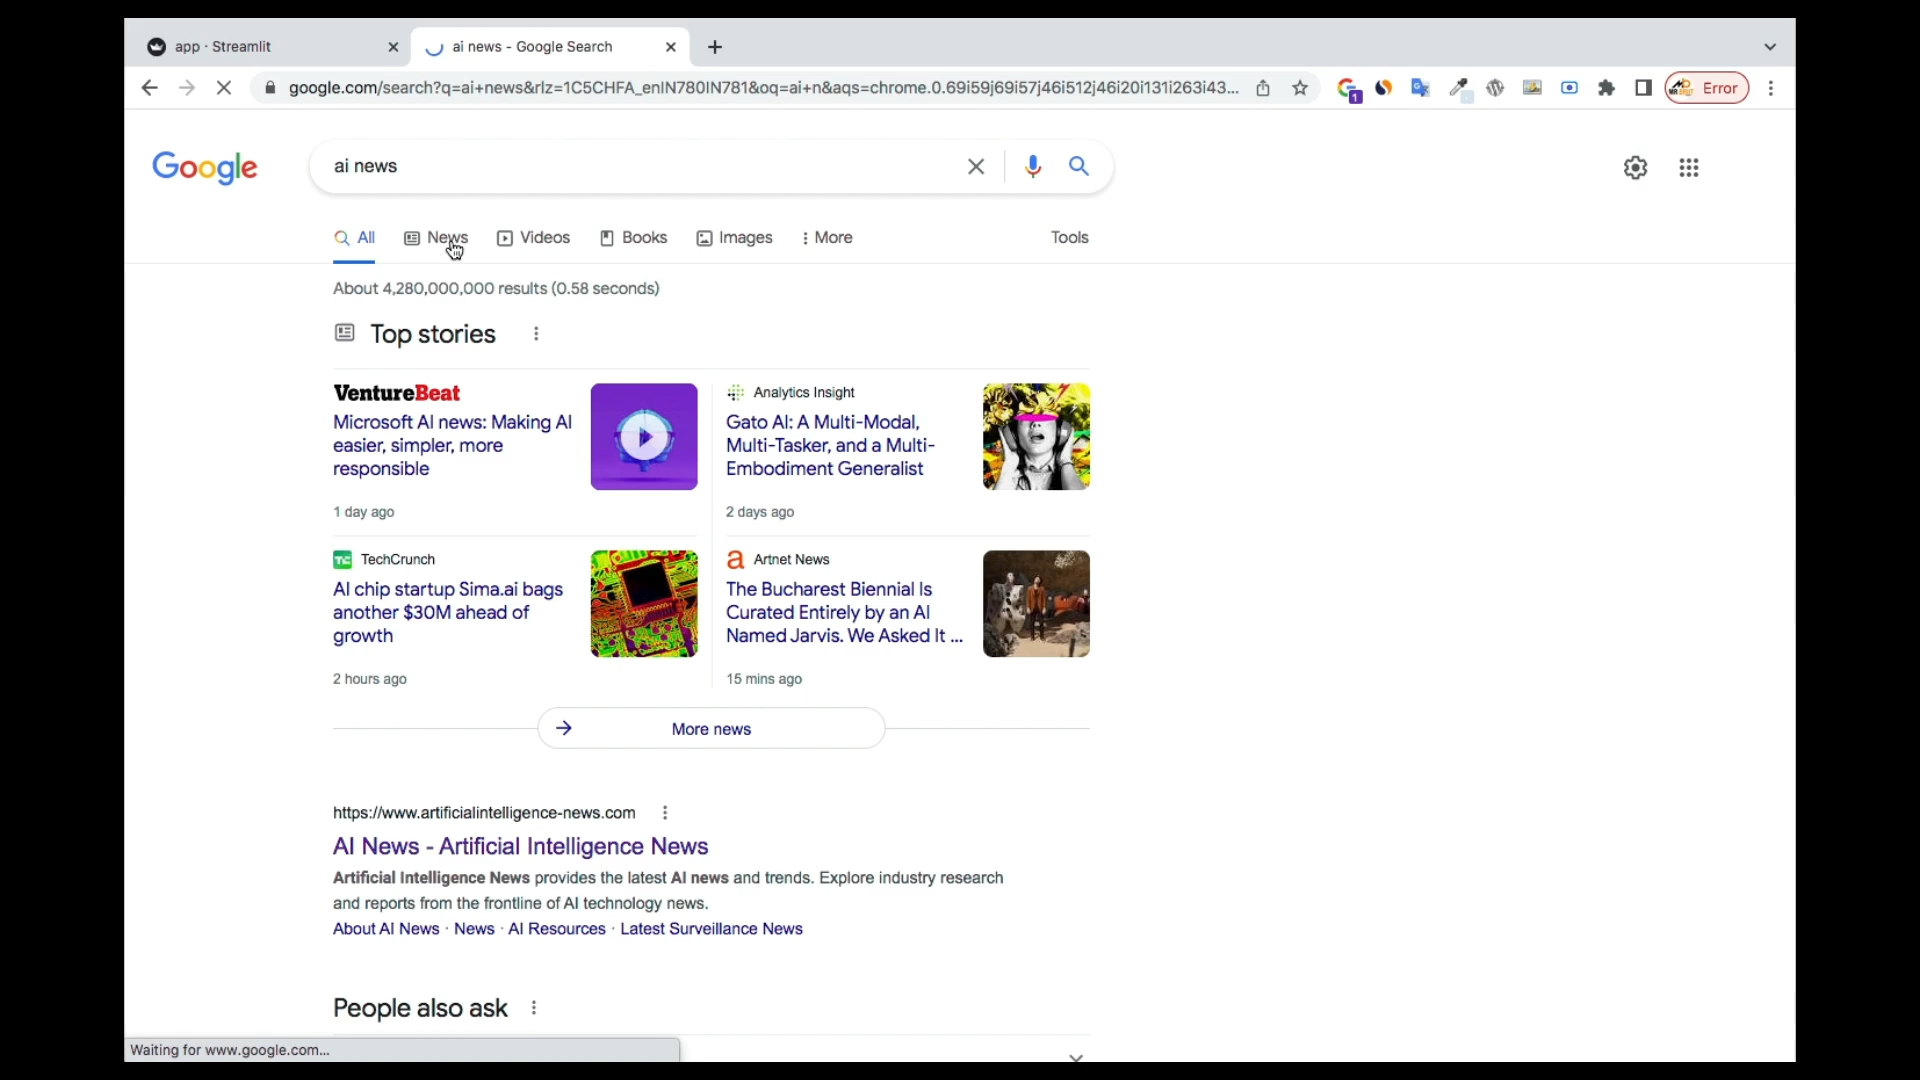 app · Streamlit
ai news - Google Search
google.com/search?q=ai+news&rlz=1C5CHFA_enIN780IN781&oq=ai+n&aqs=chrome.0.69i59j69i57j46i512j46i20i131i263i43...
1
Error
Google
ai news
All
News
Videos
Books
Images
More
Tools
About 4,280,000,000 results (0.58 seconds)
Top stories
VentureBeat
Microsoft AI news: Making AI
easier, simpler, more
responsible
1 day ago
Analytics Insight
Gato AI: A Multi-Modal,
Multi-Tasker, and a Multi-
Embodiment Generalist
2 days ago
TechCrunch
AI chip startup Sima.ai bags
another $30M ahead of
growth
2 hours ago
Artnet News
The Bucharest Biennial Is
Curated Entirely by an AI
Named Jarvis. We Asked It ...
15 mins ago
More news
https://www.artificialintelligence-news.com
AI News - Artificial Intelligence News
Artificial Intelligence News provides the latest AI news and trends. Explore industry research
and reports from the frontline of AI technology news.
About AI News · News · AI Resources · Latest Surveillance News
People also ask
Waiting for www.google.com...